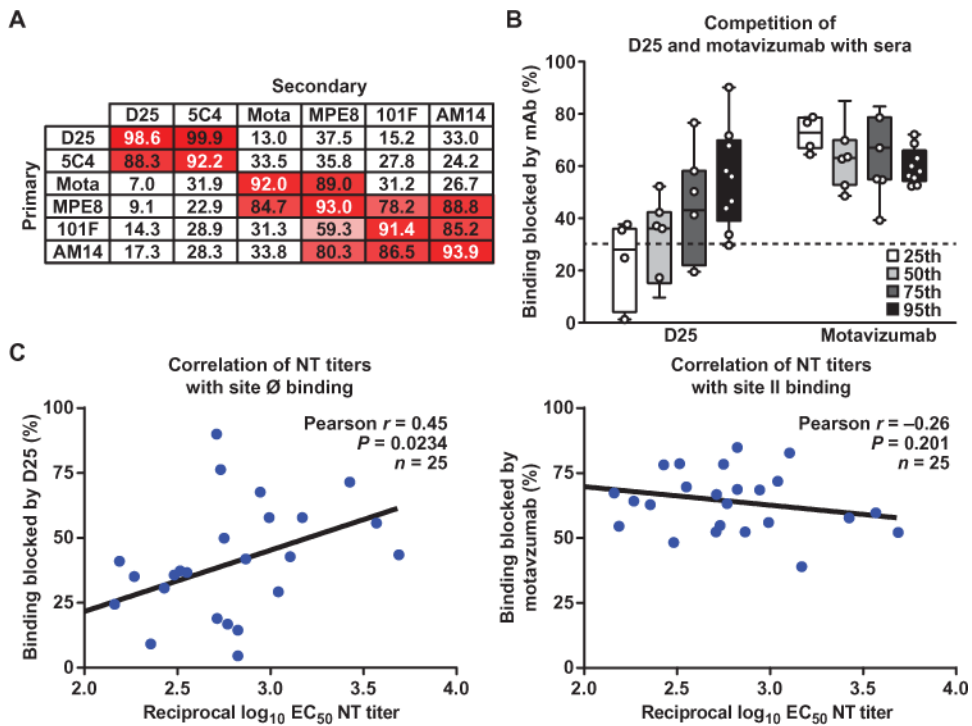 A
Secondary
Primary
D25 5C4 Mota MPE8 101F AM14
D25 98.6 99.9 13.0 37.5 15.2 33.0
5C4 88.3 92.2 33.5 35.8 27.8 24.2
Mota 7.0 31.9 92.0 89.0 31.2 26.7
MPE8 9.1 22.9 84.7 93.0 78.2 88.8
101F 14.3 28.9 31.3 59.3 91.4 85.2
AM14 17.3 28.3 33.8 80.3 86.5 93.9
B
Competition of
D25 and motavizumab with sera
Binding blocked by mAb (%)
100
80
60
40
20
0
25th
50th
75th
95th
D25 Motavizumab
C
Correlation of NT titers
with site Ø binding
Pearson r = 0.45
P = 0.0234
n = 25
Binding blocked by D25 (%)
100
75
50
25
0
2.0 2.5 3.0 3.5 4.0
Reciprocal log10 EC50 NT titer
Correlation of NT titers
with site II binding
Pearson r = –0.26
P = 0.201
n = 25
Binding blocked by
motavzumab (%)
100
75
50
25
0
2.0 2.5 3.0 3.5 4.0
Reciprocal log10 EC50 NT titer